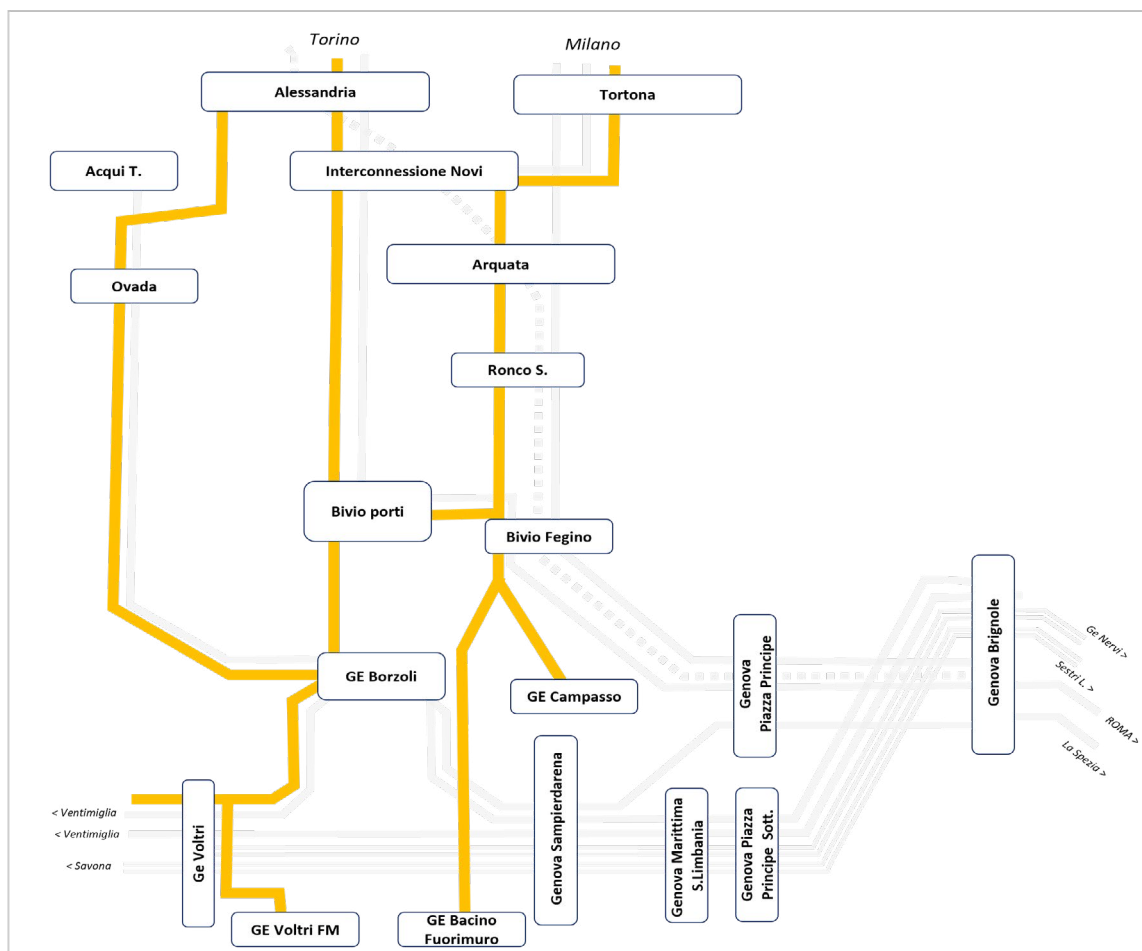 Torino
Milano
Alessandria
Tortona
Acqui T.
Interconnessione Novi
Arquata
Ovada
Ronco S.
Bivio porti
Bivio Fegino
GE Borzoli
GE Campasso
Genova
Piazza Principe
Genova Brignole
Ge Nervi >
Sestri L. >
ROMA >
La Spezia >
< Ventimiglia
< Ventimiglia
< Savona
Ge Voltri
GE Voltri FM
GE Bacino
Fuorimuro
Genova Sampierdarena
Genova Marittima
S.Limbania
Genova Piazza
Principe Sott.